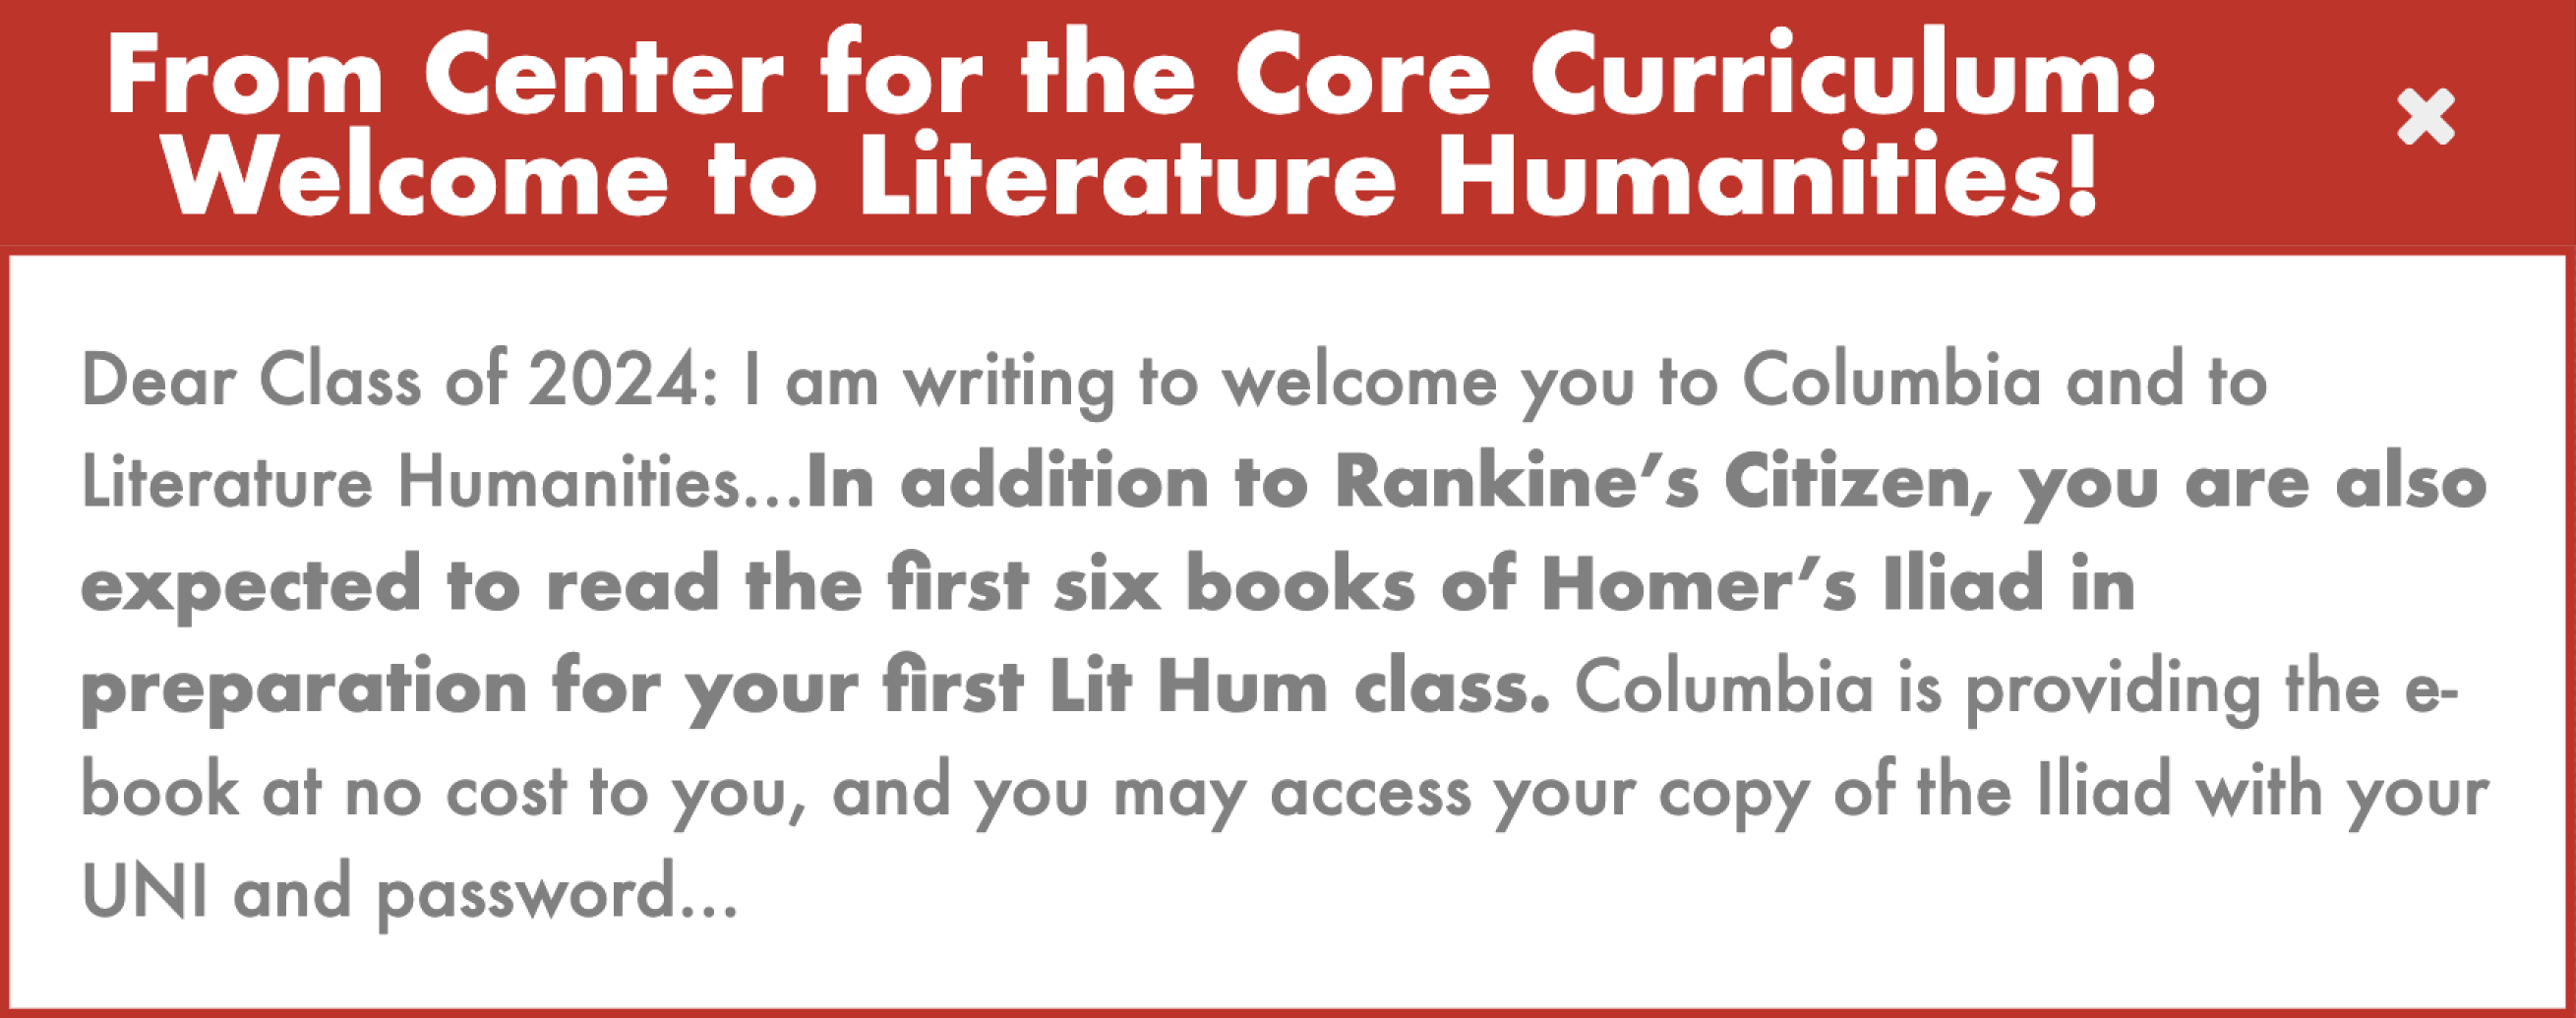 From Center for the Core Curriculum:
Welcome to Literature Humanities!
Dear Class of 2024: I am writing to welcome you to Columbia and to
Literature Humanities...In addition to Rankine’s Citizen, you are also
expected to read the first six books of Homer’s Iliad in
preparation for your first Lit Hum class. Columbia is providing the e-
book at no cost to you, and you may access your copy of the Iliad with your
UNI and password...